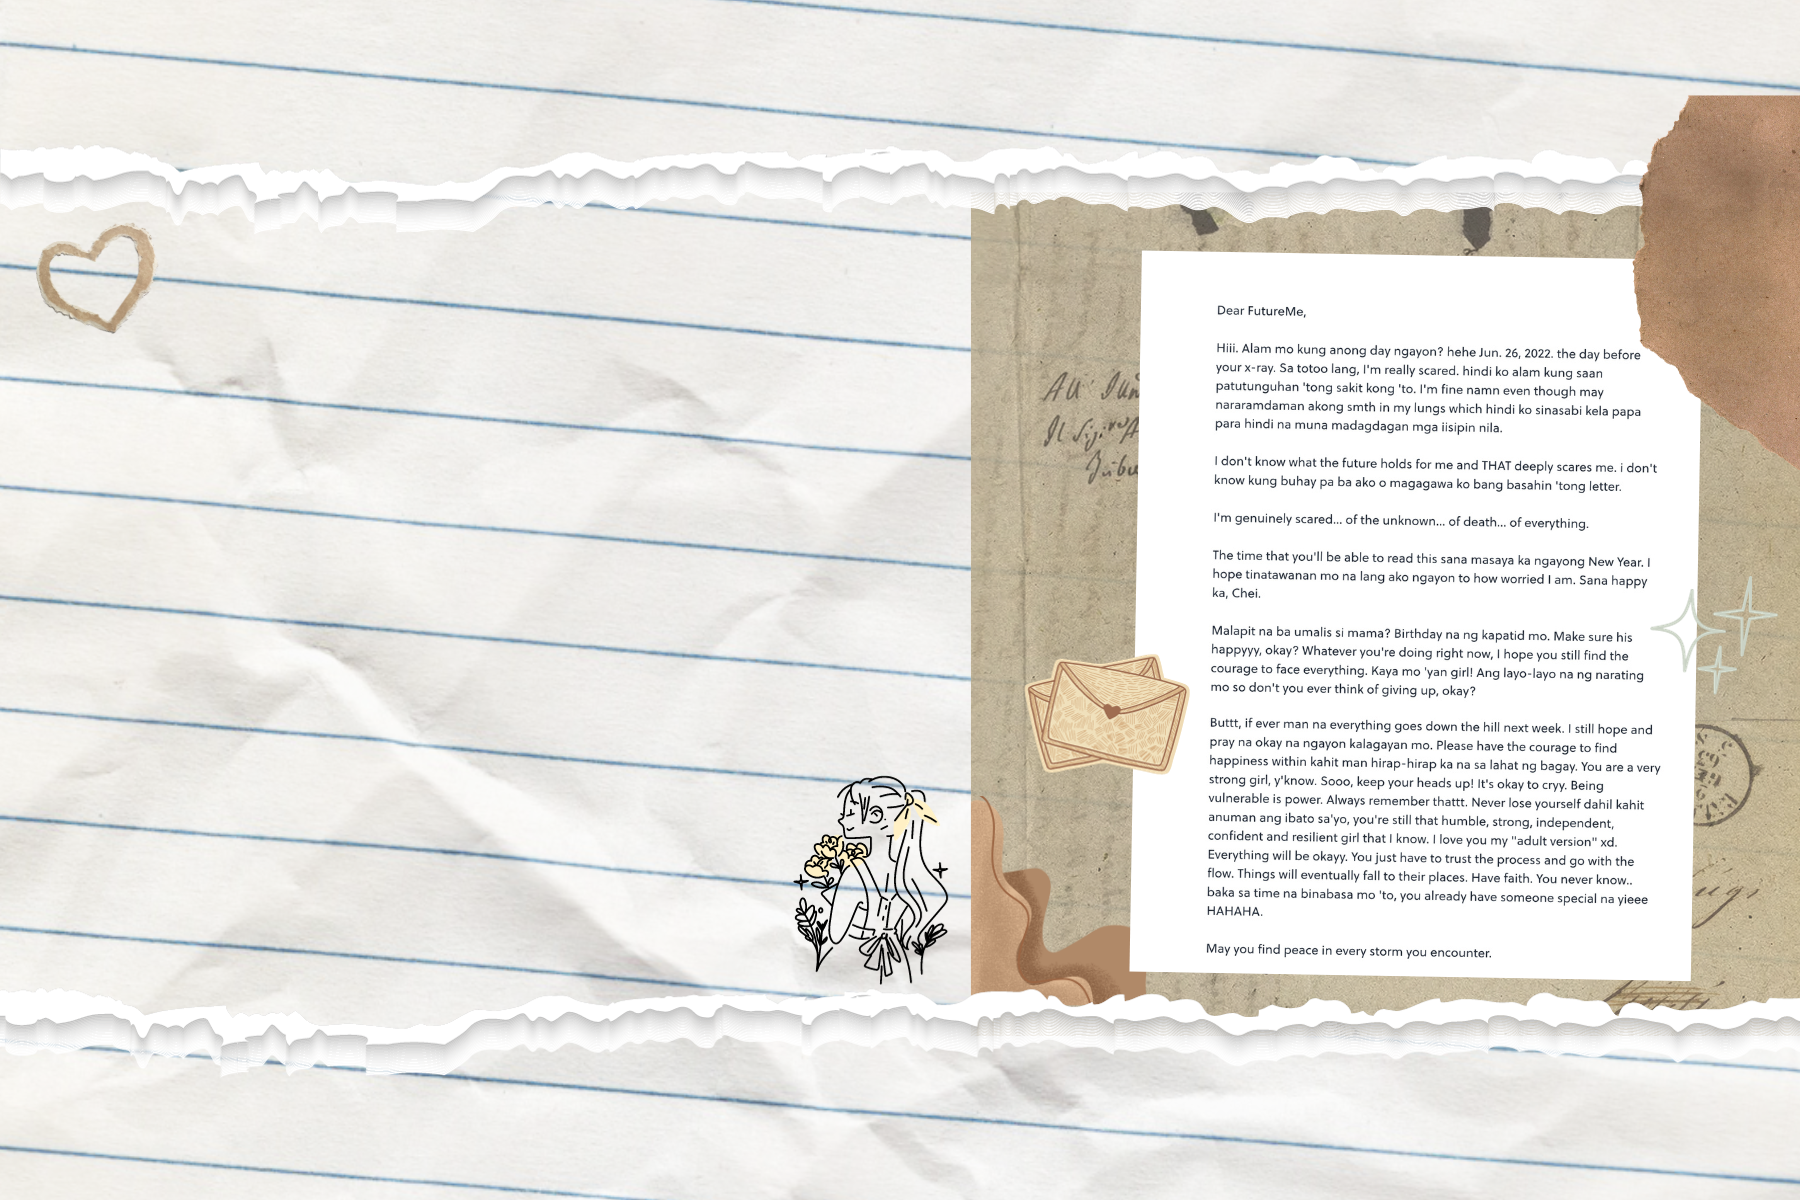 Dear FutureMe,
Hiii. Alam mo kung anong day ngayon? hehe Jun. 26, 2022. the day before
your x-ray. Sa totoo lang, I'm really scared. hindi ko alam kung saan
patutunguhan 'tong sakit kong 'to. I'm fine namn even though may
nararamdaman akong smth in my lungs which hindi ko sinasabi kela papa
para hindi na muna madagdagan mga iisipin nila.
I don't know what the future holds for me and THAT deeply scares me. i don't
know kung buhay pa ba ako o magagawa ko bang basahin 'tong letter.
I'm genuinely scared... of the unknown... of death... of everything.
The time that you'll be able to read this sana masaya ka ngayong New Year. I
hope tinatawanan mo na lang ako ngayon to how worried I am. Sana happy
ka, Chei.
Malapit na ba umalis si mama? Birthday na ng kapatid mo. Make sure his
happyyy, okay? Whatever you're doing right now, I hope you still find the
courage to face everything. Kaya mo 'yan girl! Ang layo-layo na ng narating
mo so don't you ever think of giving up, okay?
Buttt, if ever man na everything goes down the hill next week. I still hope and
pray na okay na ngayon kalagayan mo. Please have the courage to find
happiness within kahit man hirap-hirap ka na sa lahat ng bagay. You are a very
strong girl, y'know. Sooo, keep your heads up! It's okay to cryy. Being
vulnerable is power. Always remember thattt. Never lose yourself dahil kahit
anuman ang ibato sa'yo, you're still that humble, strong, independent,
confident and resilient girl that I know. I love you my "adult version" xd.
Everything will be okayy. You just have to trust the process and go with the
flow. Things will eventually fall to their places. Have faith. You never know..
baka sa time na binabasa mo 'to, you already have someone special na yieee
HAHAHA.
May you find peace in every storm you encounter.